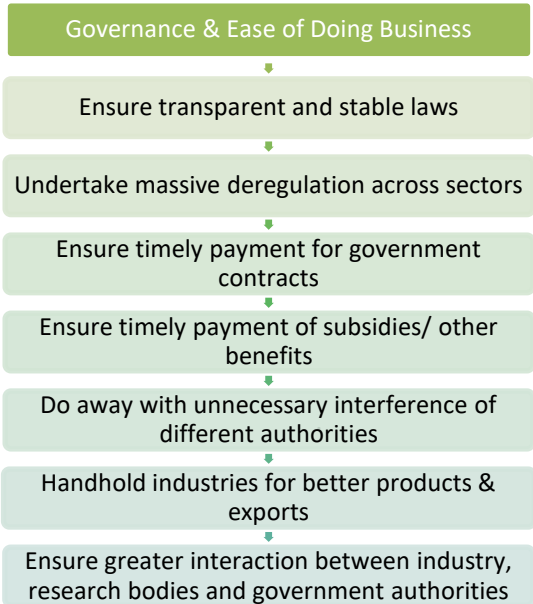 Governance & Ease of Doing Business
Ensure transparent and stable laws
Undertake massive deregulation across sectors
Ensure timely payment for government
contracts
Ensure timely payment of subsidies/ other
benefits
Do away with unnecessary interference of
different authorities
Handhold industries for better products &
exports
Ensure greater interaction between industry,
research bodies and government authorities